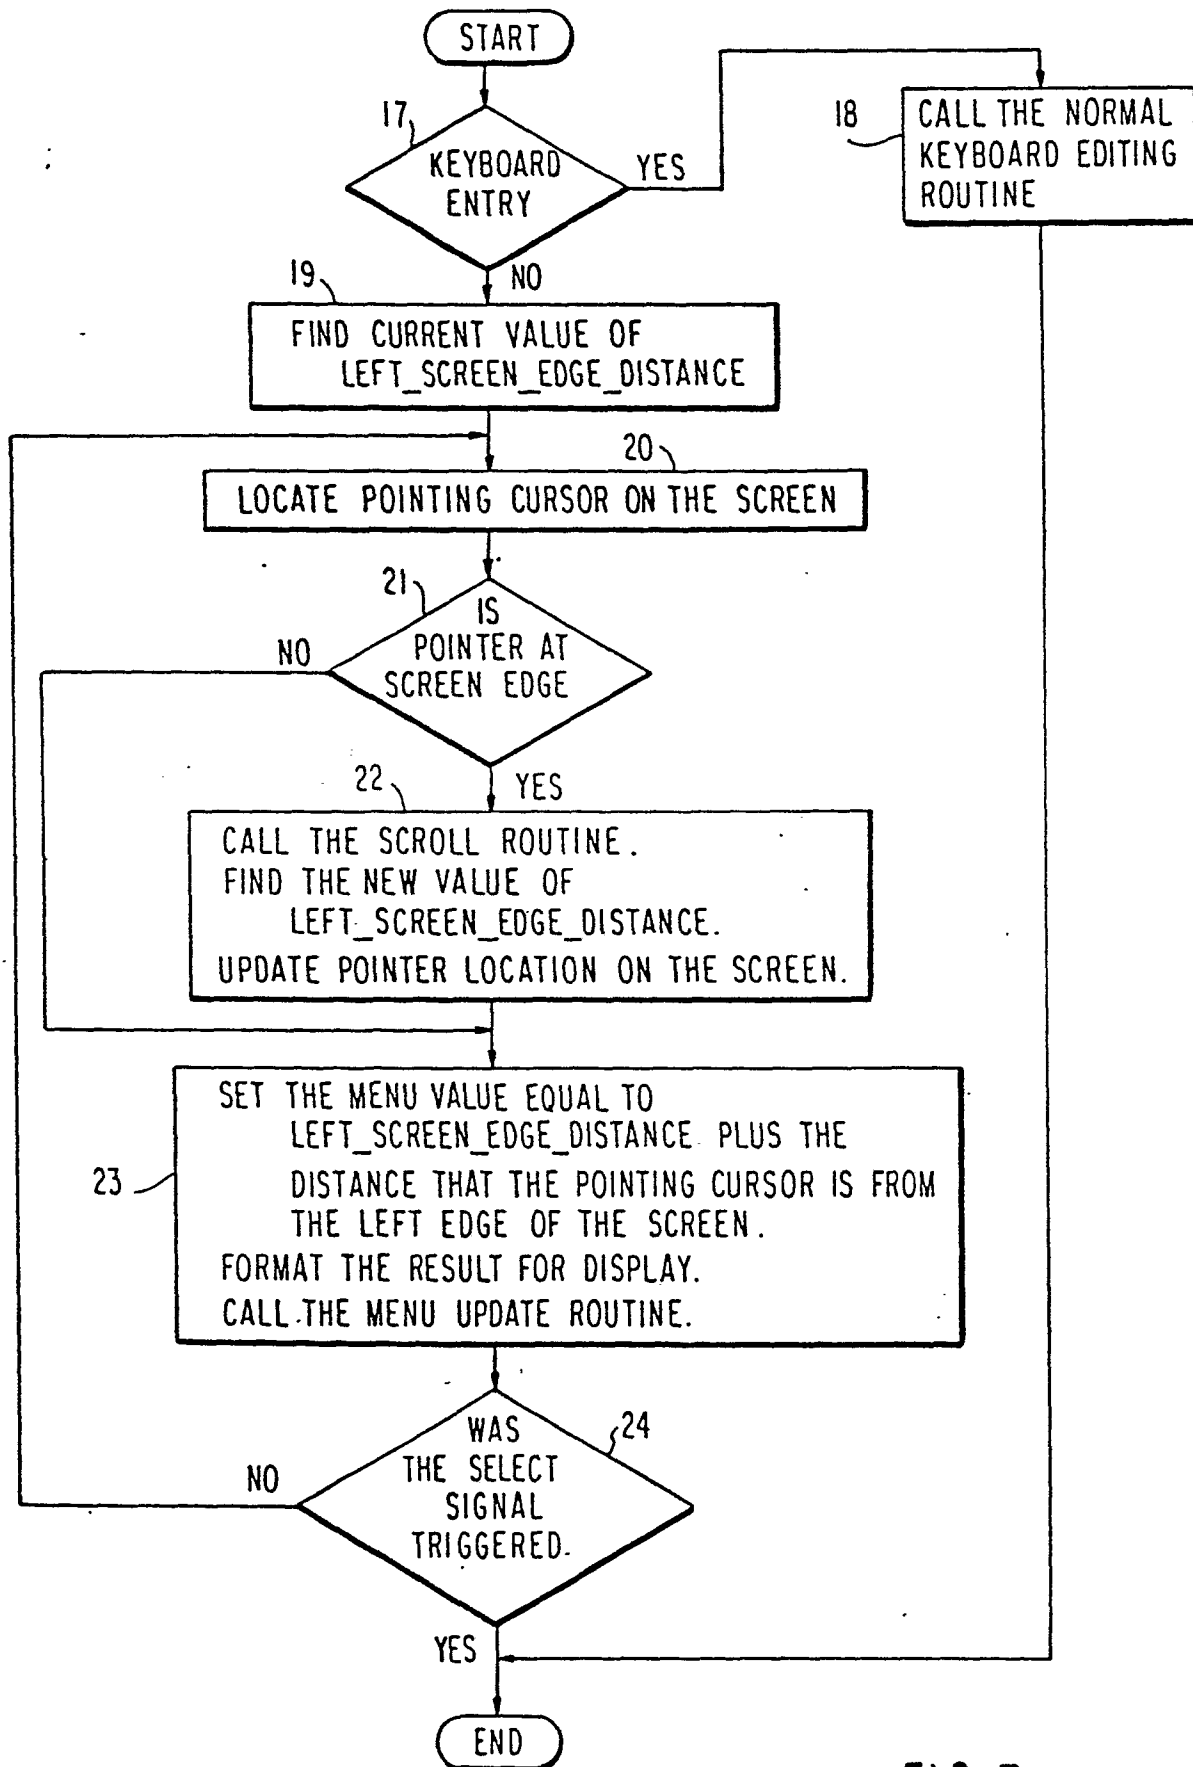 START
17
KEYBOARD
ENTRY
YES
18
CALL THE NORMAL
KEYBOARD EDITING
ROUTINE
NO
19
FIND CURRENT VALUE OF
LEFT_SCREEN_EDGE_DISTANCE
20
LOCATE POINTING CURSOR ON THE SCREEN
21
IS
POINTER AT
SCREEN EDGE
NO
YES
22
CALL THE SCROLL ROUTINE.
FIND THE NEW VALUE OF
LEFT_SCREEN_EDGE_DISTANCE.
UPDATE POINTER LOCATION ON THE SCREEN.
23
SET THE MENU VALUE EQUAL TO
LEFT_SCREEN_EDGE_DISTANCE PLUS THE
DISTANCE THAT THE POINTING CURSOR IS FROM
THE LEFT EDGE OF THE SCREEN.
FORMAT THE RESULT FOR DISPLAY.
CALL THE MENU UPDATE ROUTINE.
24
WAS
THE SELECT
SIGNAL
TRIGGERED.
NO
YES
END